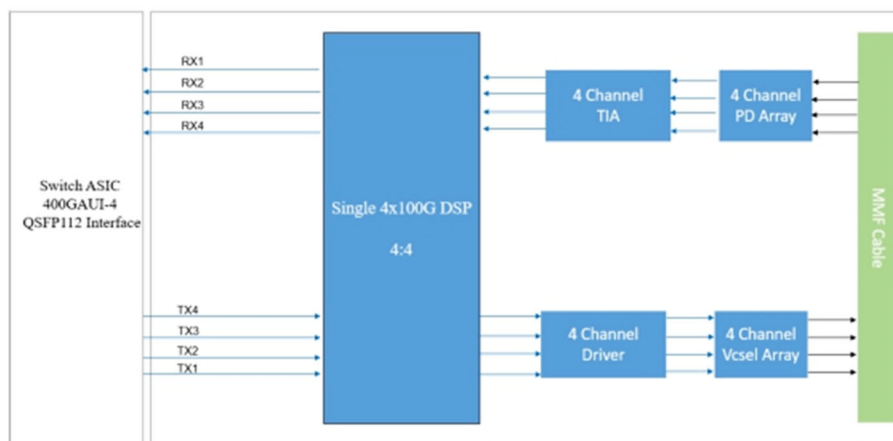 RX1
RX2
RX3
RX4
Switch ASIC
400GAUI-4
QSFP112 Interface
Single 4x100G DSP
4:4
4 Channel
TIA
4 Channel
PD Array
MMF Cable
TX4
TX3
TX2
TX1
4 Channel
Driver
4 Channel
Vcsel Array